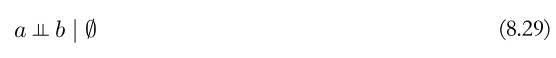 a ⫫ b | ∅ (8.29)